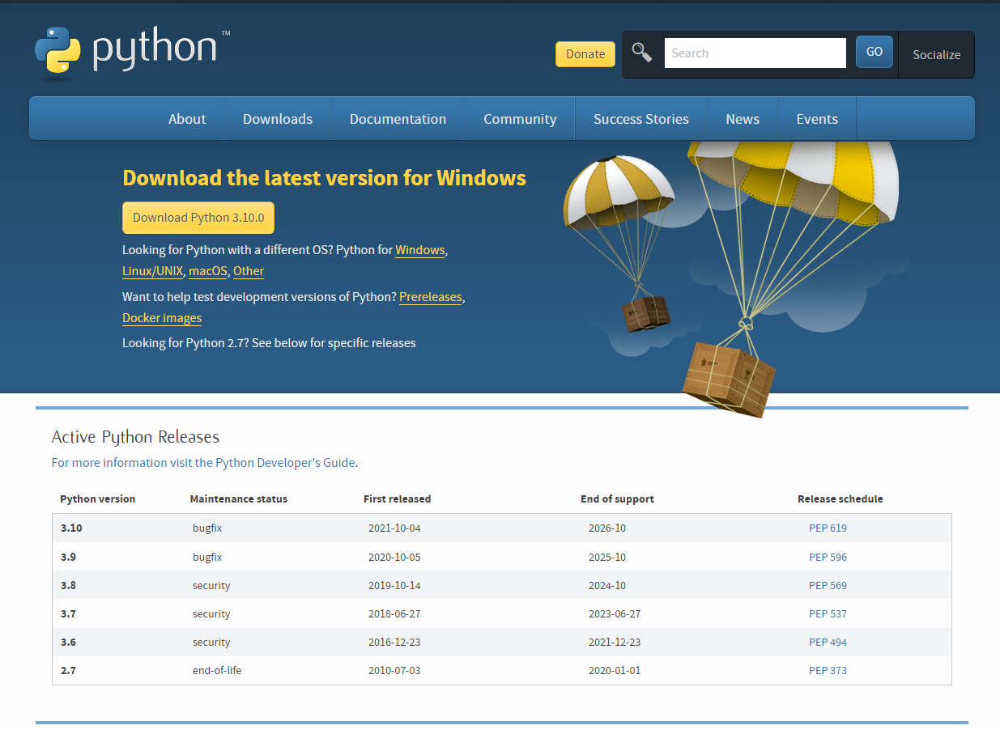 python™
Donate
Search
GO
Socialize
About Downloads Documentation Community Success Stories News Events
Download the latest version for Windows
Download Python 3.10.0
Looking for Python with a different OS? Python for Windows,
Linux/UNIX, macOS, Other
Want to help test development versions of Python? Prereleases,
Docker images
Looking for Python 2.7? See below for specific releases
Active Python Releases
For more information visit the Python Developer's Guide.
Python version Maintenance status First released End of support Release schedule
3.10 bugfix 2021-10-04 2026-10 PEP 619
3.9 bugfix 2020-10-05 2025-10 PEP 596
3.8 security 2019-10-14 2024-10 PEP 569
3.7 security 2018-06-27 2023-06-27 PEP 537
3.6 security 2016-12-23 2021-12-23 PEP 494
2.7 end-of-life 2010-07-03 2020-01-01 PEP 373